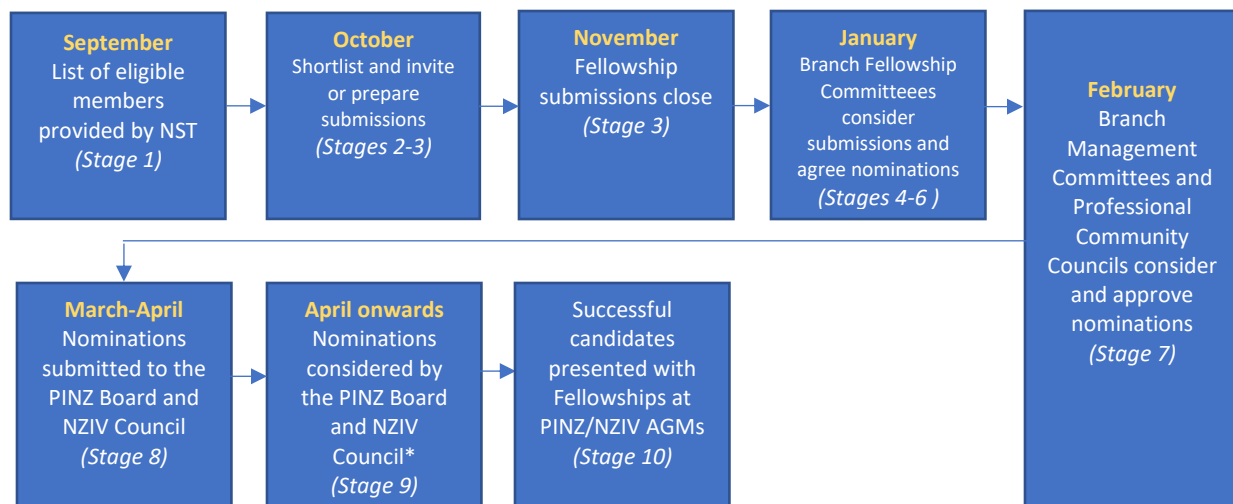 September
List of eligible
members
provided by NST
(Stage 1)
October
Shortlist and invite
or prepare
submissions
(Stages 2-3)
November
Fellowship
submissions close
(Stage 3)
January
Branch Fellowship
Committeees
consider
submissions and
agree nominations
(Stages 4-6 )
February
Branch
Management
Committees and
Professional
Community
Councils consider
and approve
nominations
(Stage 7)
March-April
Nominations
submitted to the
PINZ Board and
NZIV Council
(Stage 8)
April onwards
Nominations
considered by
the PINZ Board
and NZIV
Council*
(Stage 9)
Successful
candidates
presented with
Fellowships at
PINZ/NZIV AGMs
(Stage 10)